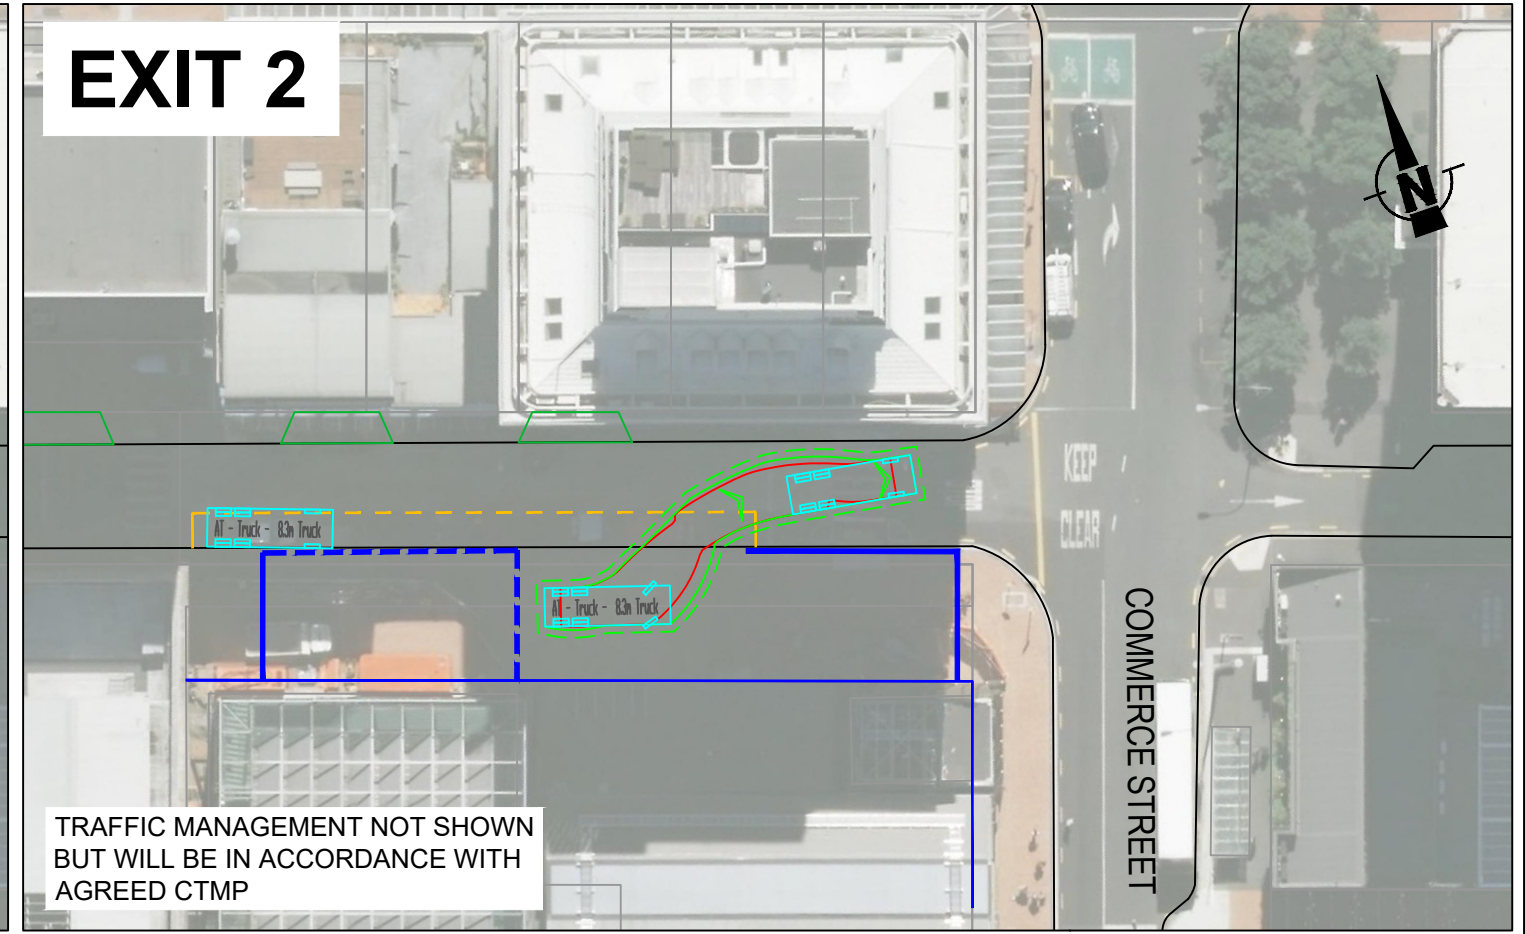 EXIT 2
N
KEEP
CLEAR
AT - Truck - 8.3m Truck
AT - Truck - 8.3m Truck
COMMERCE STREET
TRAFFIC MANAGEMENT NOT SHOWN
BUT WILL BE IN ACCORDANCE WITH
AGREED CTMP